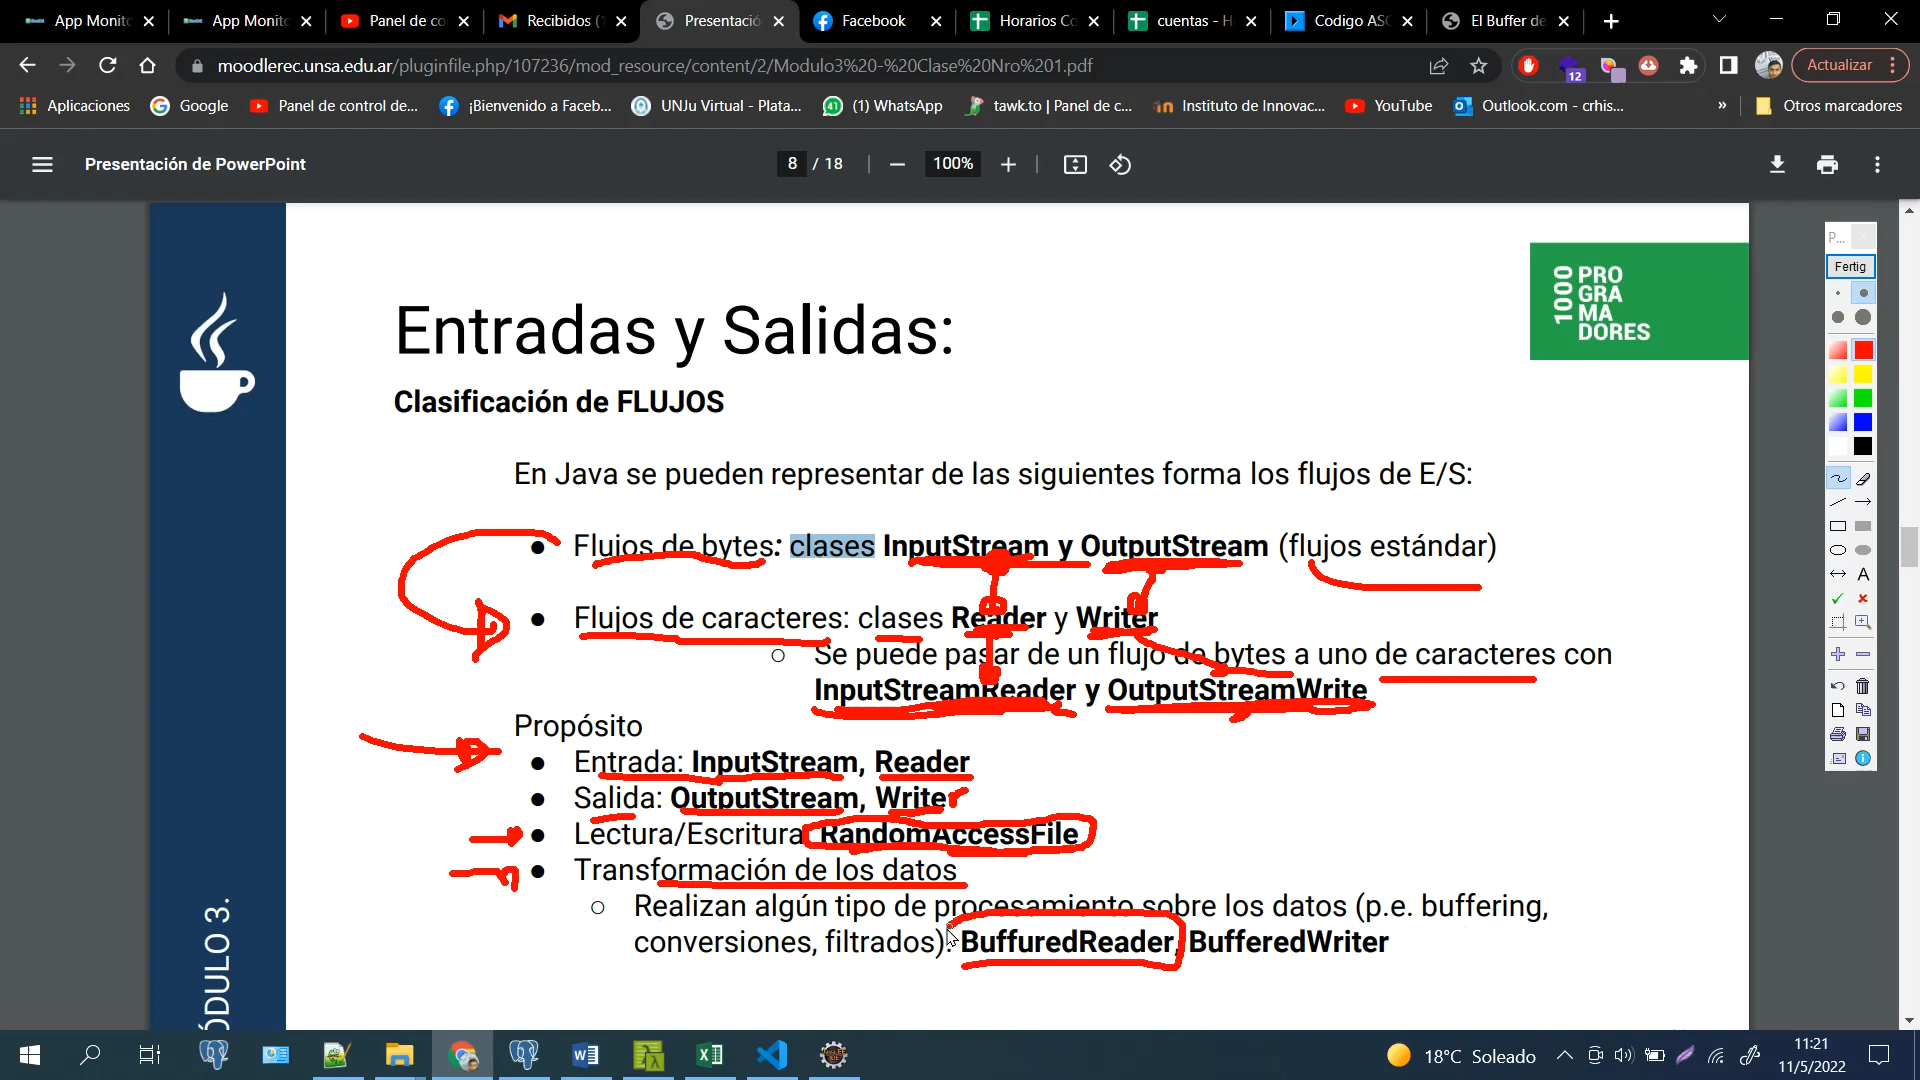 App Monito
App Monito
Panel de co
Recibidos (1
Presentació
Facebook
Horarios Co
cuentas - H
Codigo ASC
El Buffer de
moodlerec.unsa.edu.ar/pluginfile.php/107236/mod_resource/content/2/Modulo3%20-%20Clase%20Nro%201.pdf
12
Actualizar
Aplicaciones
Google
Panel de control de...
¡Bienvenido a Faceb...
UNJu Virtual - Plata...
41
(1) WhatsApp
tawk.to | Panel de c...
Instituto de Innovac...
YouTube
Outlook.com - crhis...
»
Otros marcadores
Presentación de PowerPoint
8 / 18
100%
P...
Fertig
1000
PRO
GRA
MA
DORES
Entradas y Salidas:
Clasificación de FLUJOS
En Java se pueden representar de las siguientes forma los flujos de E/S:
● Flujos de bytes: clases InputStream y OutputStream (flujos estándar)
● Flujos de caracteres: clases Reader y Writer
○ Se puede pasar de un flujo de bytes a uno de caracteres con
InputStreamReader y OutputStreamWrite
Propósito
● Entrada: InputStream, Reader
● Salida: OutputStream, Writer
● Lectura/Escritura RandomAccessFile
● Transformación de los datos
○ Realizan algún tipo de procesamiento sobre los datos (p.e. buffering,
conversiones, filtrados): BuffuredReader, BufferedWriter
ÓDULO 3.
18°C Soleado
11:21
11/5/2022